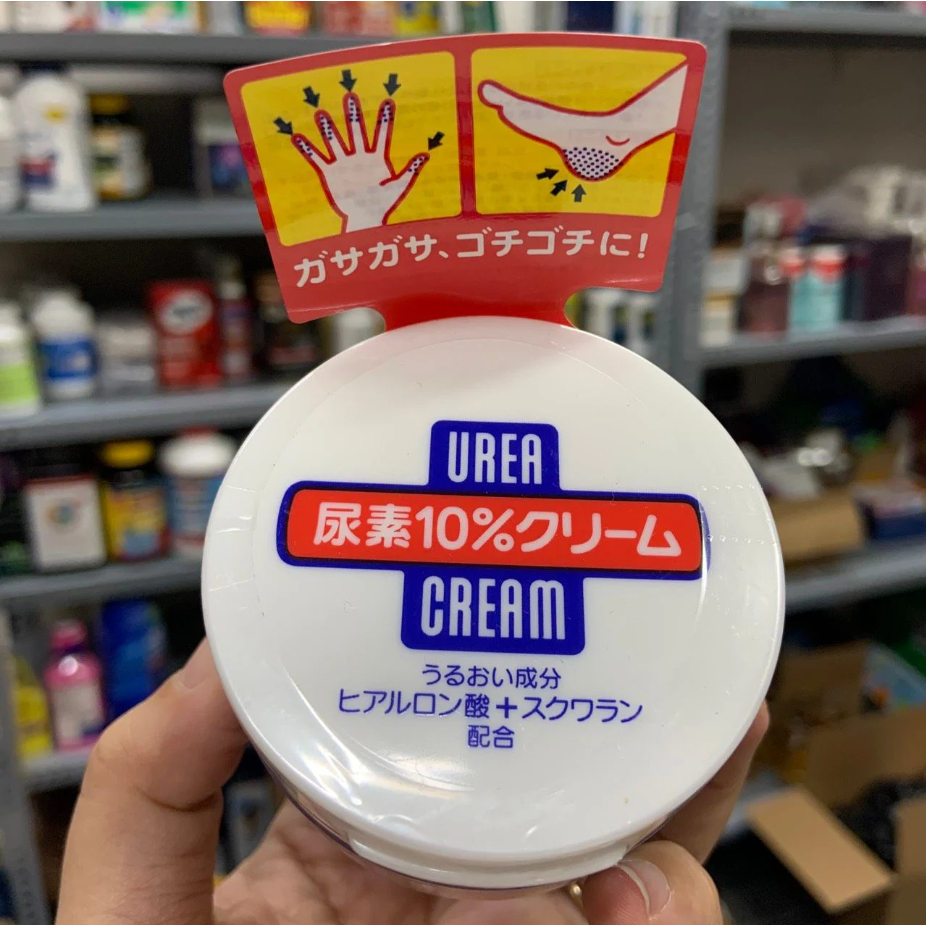 ガサガサ、ゴチゴチに!
UREA
尿素10%クリーム
CREAM
うるおい成分
ヒアルロン酸+スクワラン
配合